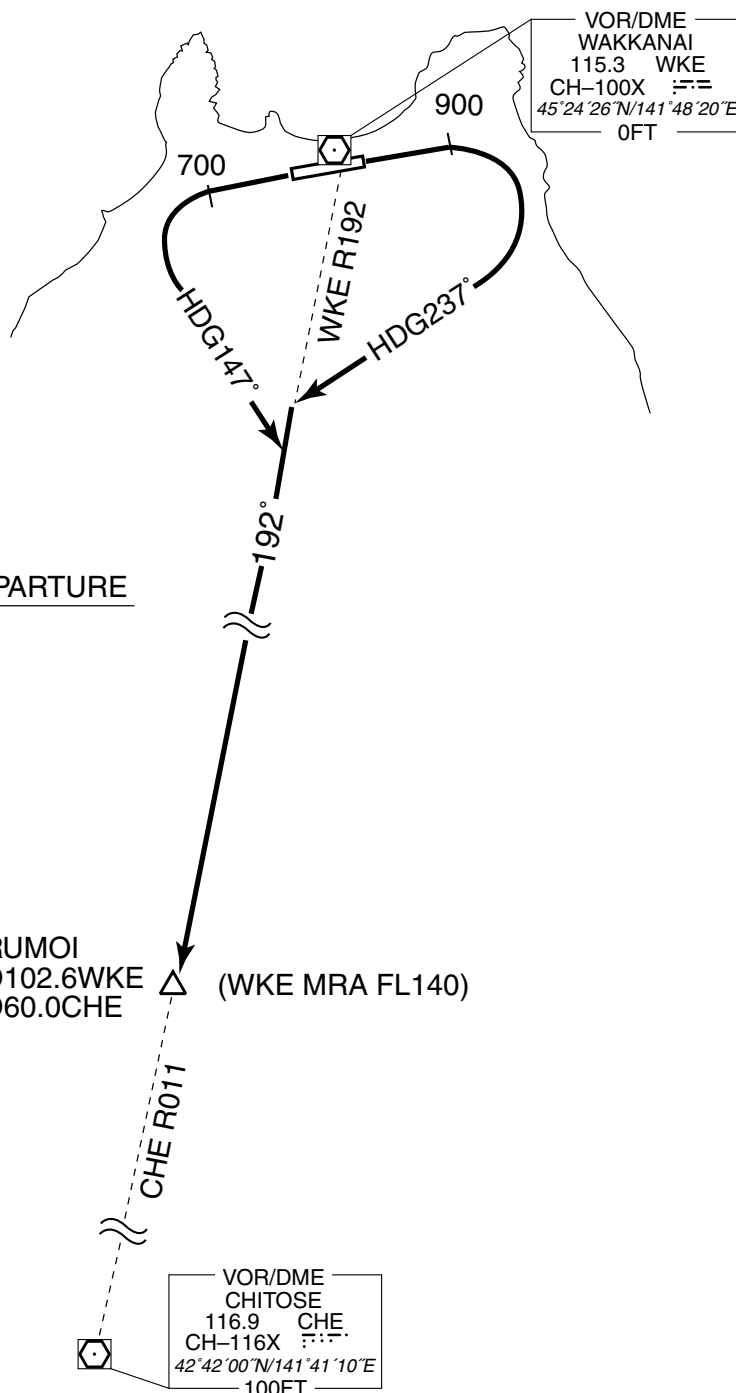 VOR/DME
WAKKANAI
115.3 WKE
CH–100X
45°24´26˝N/141°48´20˝E
0FT
900
700
WKE R192
HDG147°
HDG237°
192°
PARTURE
RUMOI
102.6WKE
(WKE MRA FL140)
60.0CHE
CHE R011
VOR/DME
CHITOSE
116.9 CHE
CH–116X
42°42´00˝N/141°41´10˝E
100FT